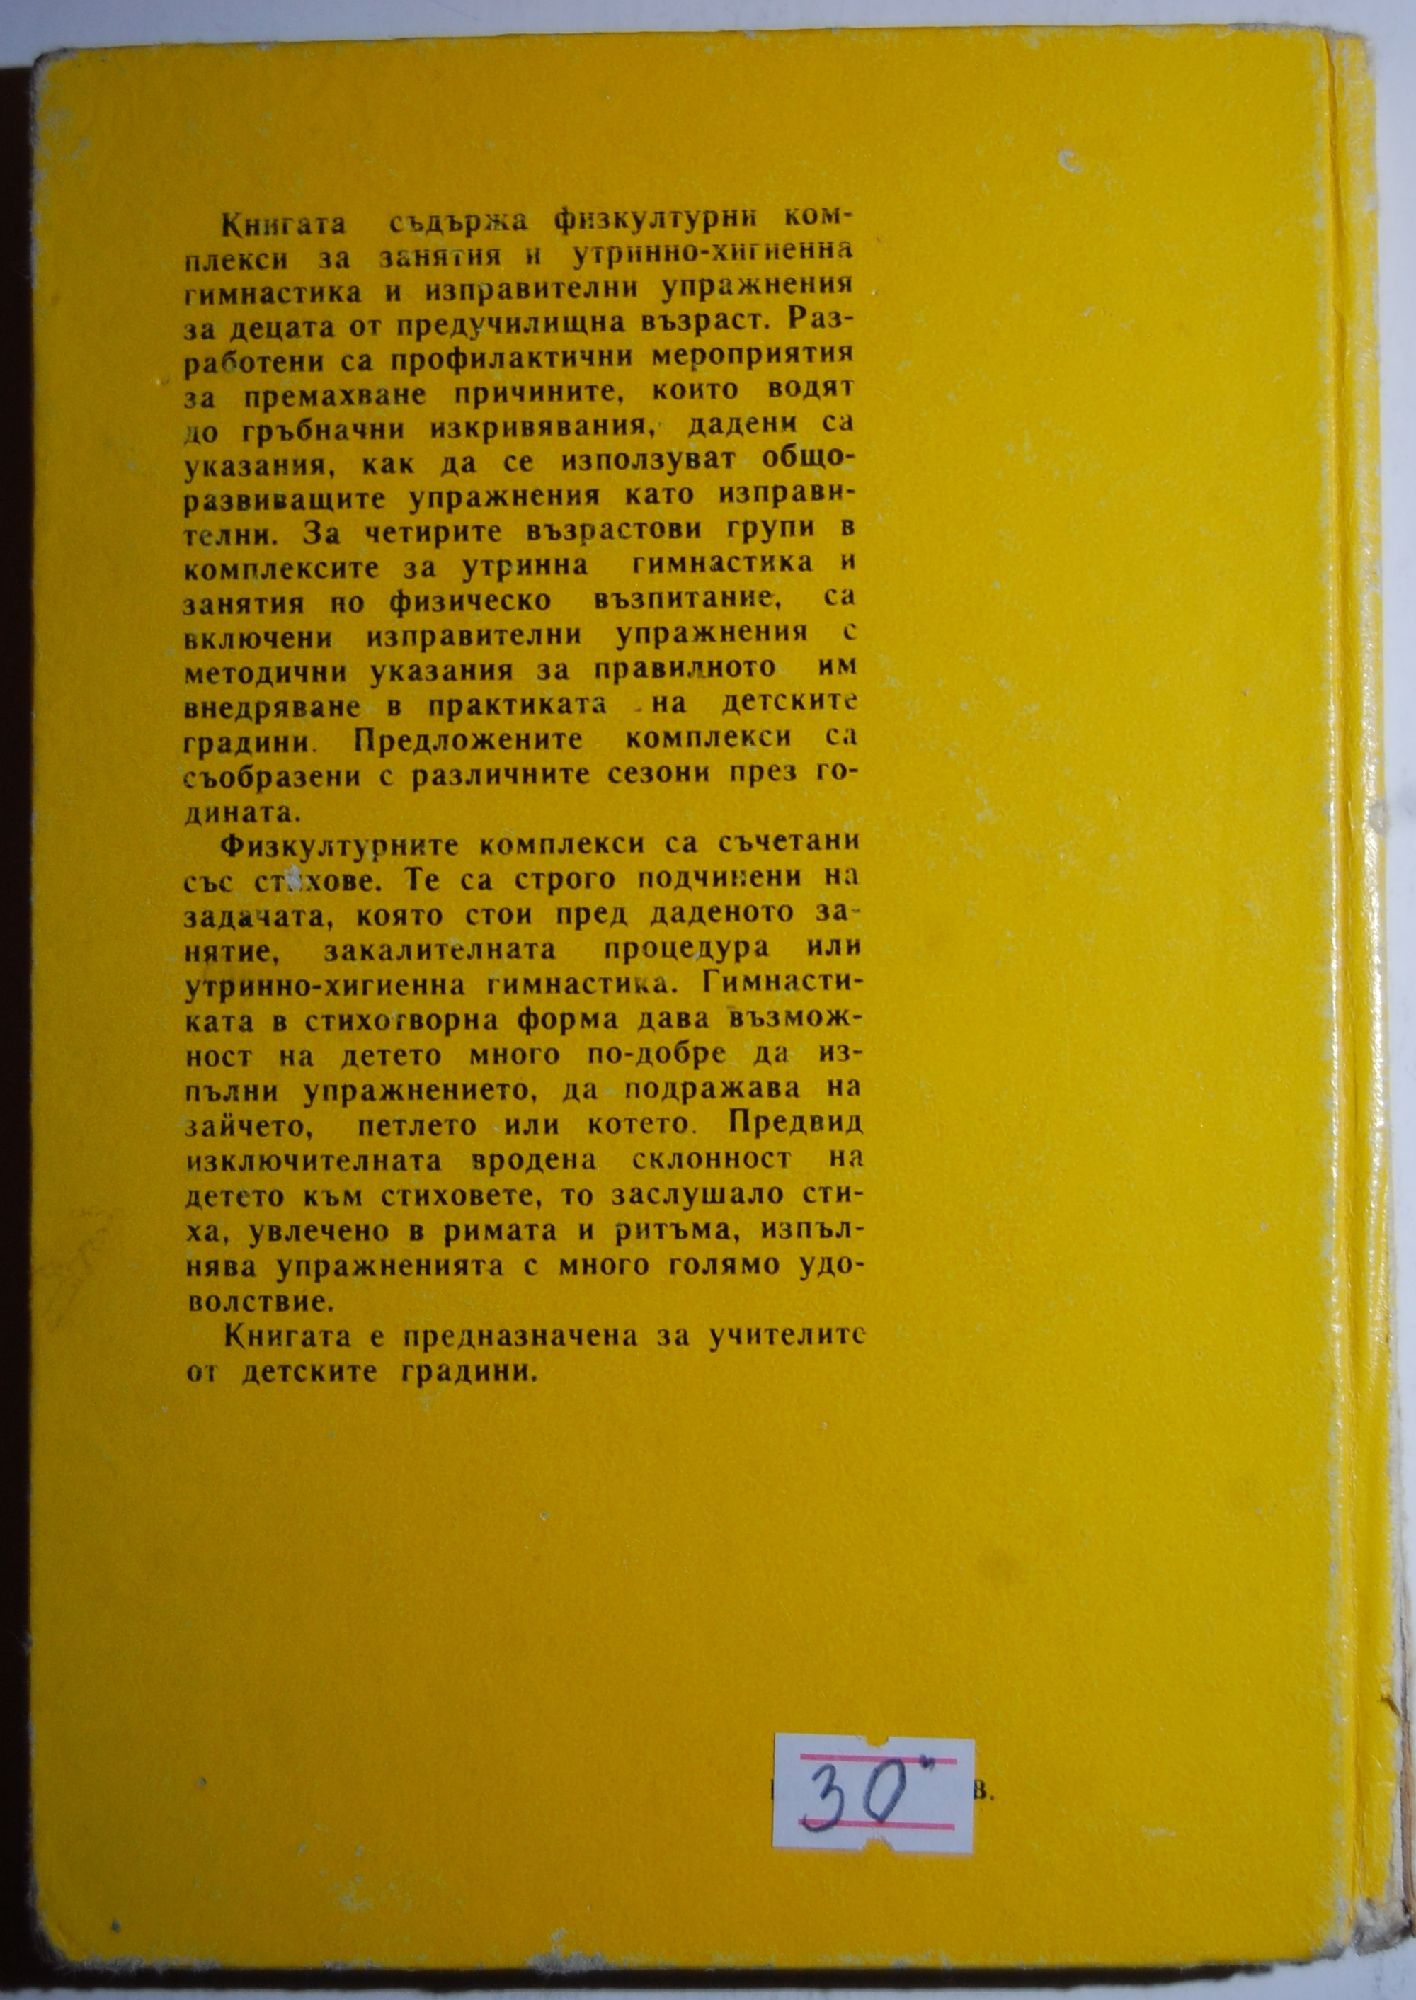 Книгата съдържа физкултурни ком-
плекси за занятия и утринно-хигиенна
гимнастика и изправителни упражнения
за децата от предучилищна възраст. Раз-
работени са профилактични мероприятия
за премахване причините, които водят
до гръбначни изкривявания, дадени са
указания, как да се използуват общо-
развиващите упражнения като изправи-
телни. За четирите възрастови групи в
комплексите за утринна гимнастика и
занятия по физическо възпитание, са
включени изправителни упражнения с
методични указания за правилното им
внедряване в практиката на детските
градини. Предложените комплекси са
съобразени с различните сезони през го-
дината.
Физкултурните комплекси са съчетани
със стихове. Те са строго подчинени на
задачата, която стои пред даденото за-
нятие, закалителната процедура или
утринно-хигиенна гимнастика. Гимнасти-
ката в стихотворна форма дава възмож-
ност на детето много по-добре да из-
пълни упражнението, да подражава на
зайчето, петлето или котето. Предвид
изключителната вродена склонност на
детето към стиховете, то заслушало сти-
ха, увлечено в римата и ритъма, изпъл-
нява упражненията с много голямо удо-
волствие.
Книгата е предназначена за учителите
от детските градини.
30
в.